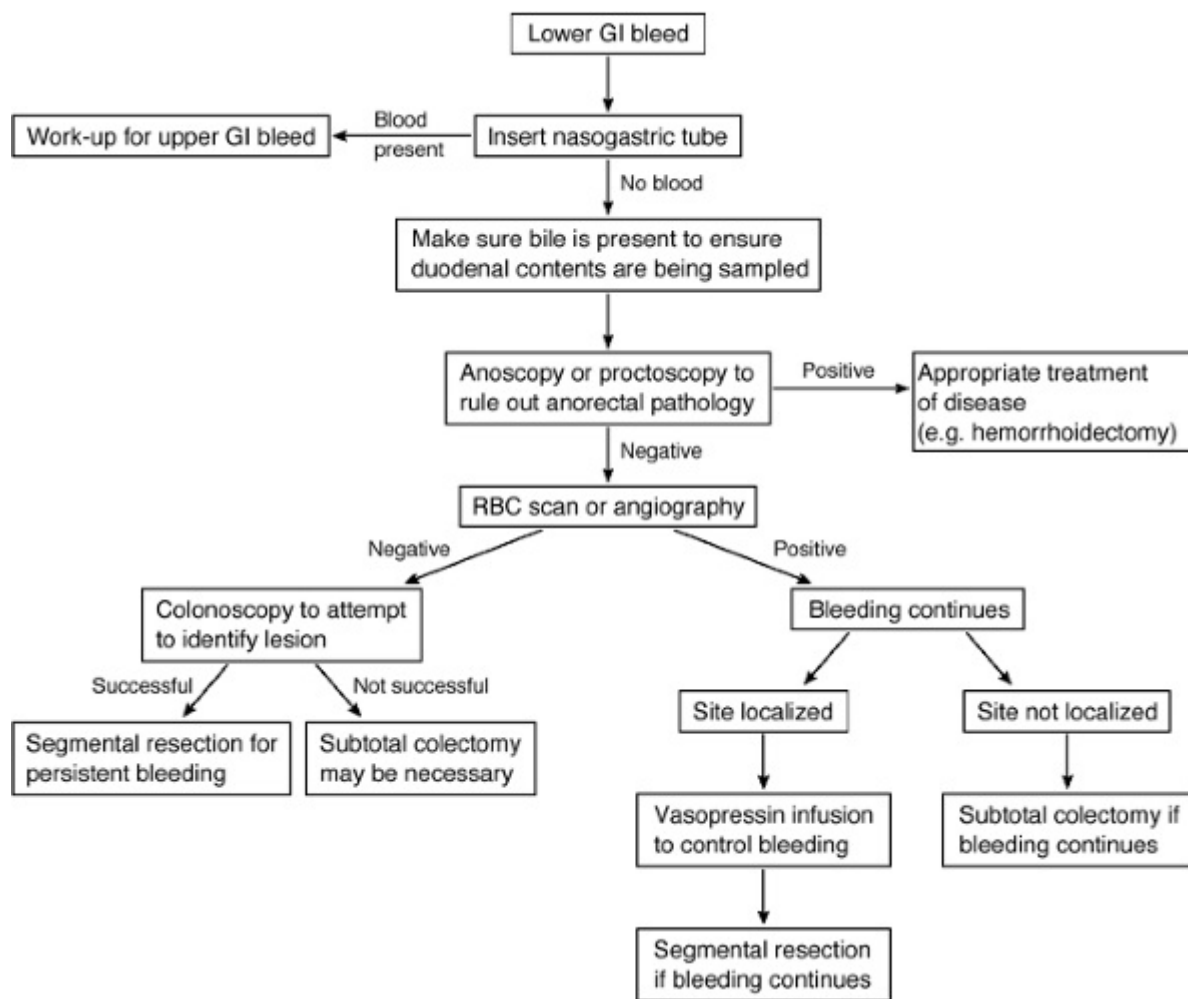 Lower GI bleed
Work-up for upper GI bleed
Blood
present
Insert nasogastric tube
No blood
Make sure bile is present to ensure
duodenal contents are being sampled
Anoscopy or proctoscopy to
rule out anorectal pathology
Positive
Appropriate treatment
of disease
(e.g. hemorrhoidectomy)
Negative
RBC scan or angiography
Negative
Positive
Colonoscopy to attempt
to identify lesion
Bleeding continues
Successful
Not successful
Segmental resection for
persistent bleeding
Subtotal colectomy
may be necessary
Site localized
Site not localized
Vasopressin infusion
to control bleeding
Subtotal colectomy if
bleeding continues
Segmental resection
if bleeding continues